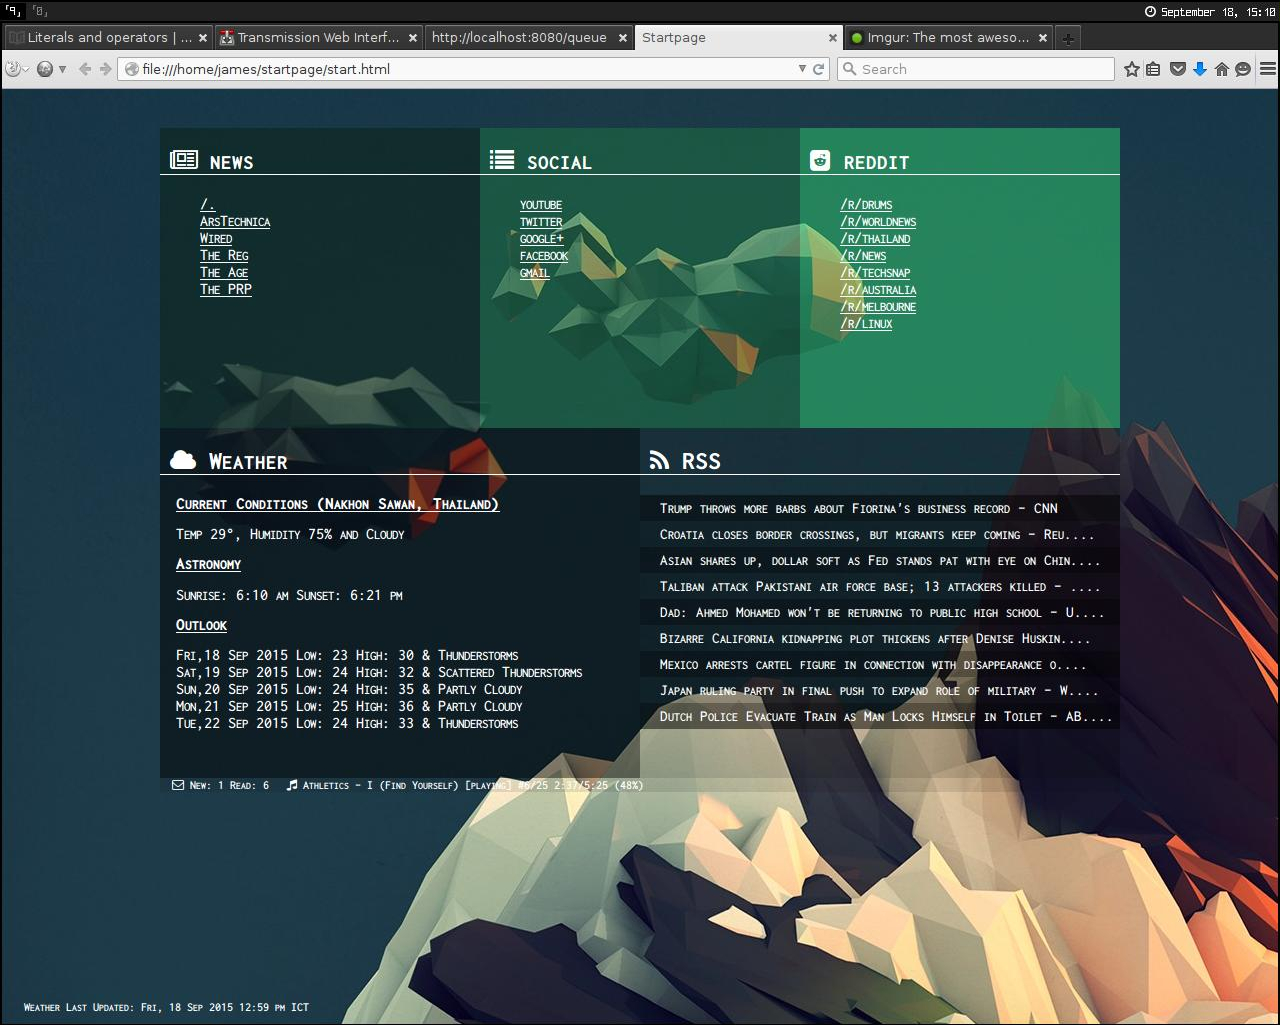 「9」 「0」
September 18, 15:10
Literals and operators | ...
Transmission Web Interf...
http://localhost:8080/queue
Startpage
Imgur: The most aweso...
file:///home/james/startpage/start.html
Search
NEWS
/.
ArsTechnica
Wired
The Reg
The Age
The PRP
SOCIAL
YOUTUBE
TWITTER
GOOGLE+
FACEBOOK
GMAIL
REDDIT
/R/DRUMS
/R/WORLDNEWS
/R/THAILAND
/R/NEWS
/R/TECHSNAP
/R/AUSTRALIA
/R/MELBOURNE
/R/LINUX
Weather
Current Conditions (Nakhon Sawan, Thailand)
Temp 29°, Humidity 75% and Cloudy
Astronomy
Sunrise: 6:10 am Sunset: 6:21 pm
Outlook
Fri,18 Sep 2015 Low: 23 High: 30 & Thunderstorms
Sat,19 Sep 2015 Low: 24 High: 32 & Scattered Thunderstorms
Sun,20 Sep 2015 Low: 24 High: 35 & Partly Cloudy
Mon,21 Sep 2015 Low: 25 High: 36 & Partly Cloudy
Tue,22 Sep 2015 Low: 24 High: 33 & Thunderstorms
RSS
Trump throws more barbs about Fiorina's business record - CNN
Croatia closes border crossings, but migrants keep coming - Reu....
Asian shares up, dollar soft as Fed stands pat with eye on Chin....
Taliban attack Pakistani air force base; 13 attackers killed - ....
Dad: Ahmed Mohamed won't be returning to public high school - U....
Bizarre California kidnapping plot thickens after Denise Huskin....
Mexico arrests cartel figure in connection with disappearance o....
Japan ruling party in final push to expand role of military - W....
Dutch Police Evacuate Train as Man Locks Himself in Toilet - AB....
New: 1 Read: 6 Athletics - I (Find Yourself) [playing] #6/25 2:37/5:25 (48%)
Weather Last Updated: Fri, 18 Sep 2015 12:59 pm ICT